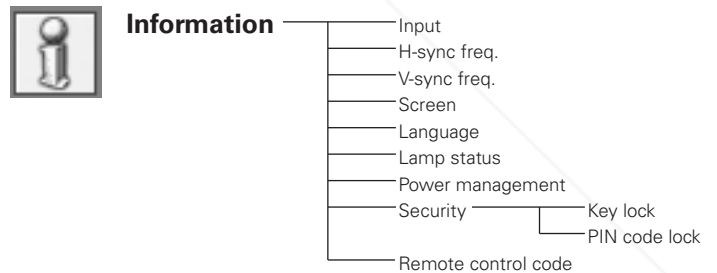 Information
Input
H-sync freq.
V-sync freq.
Screen
Language
Lamp status
Power management
Security
Key lock
PIN code lock
Remote control code